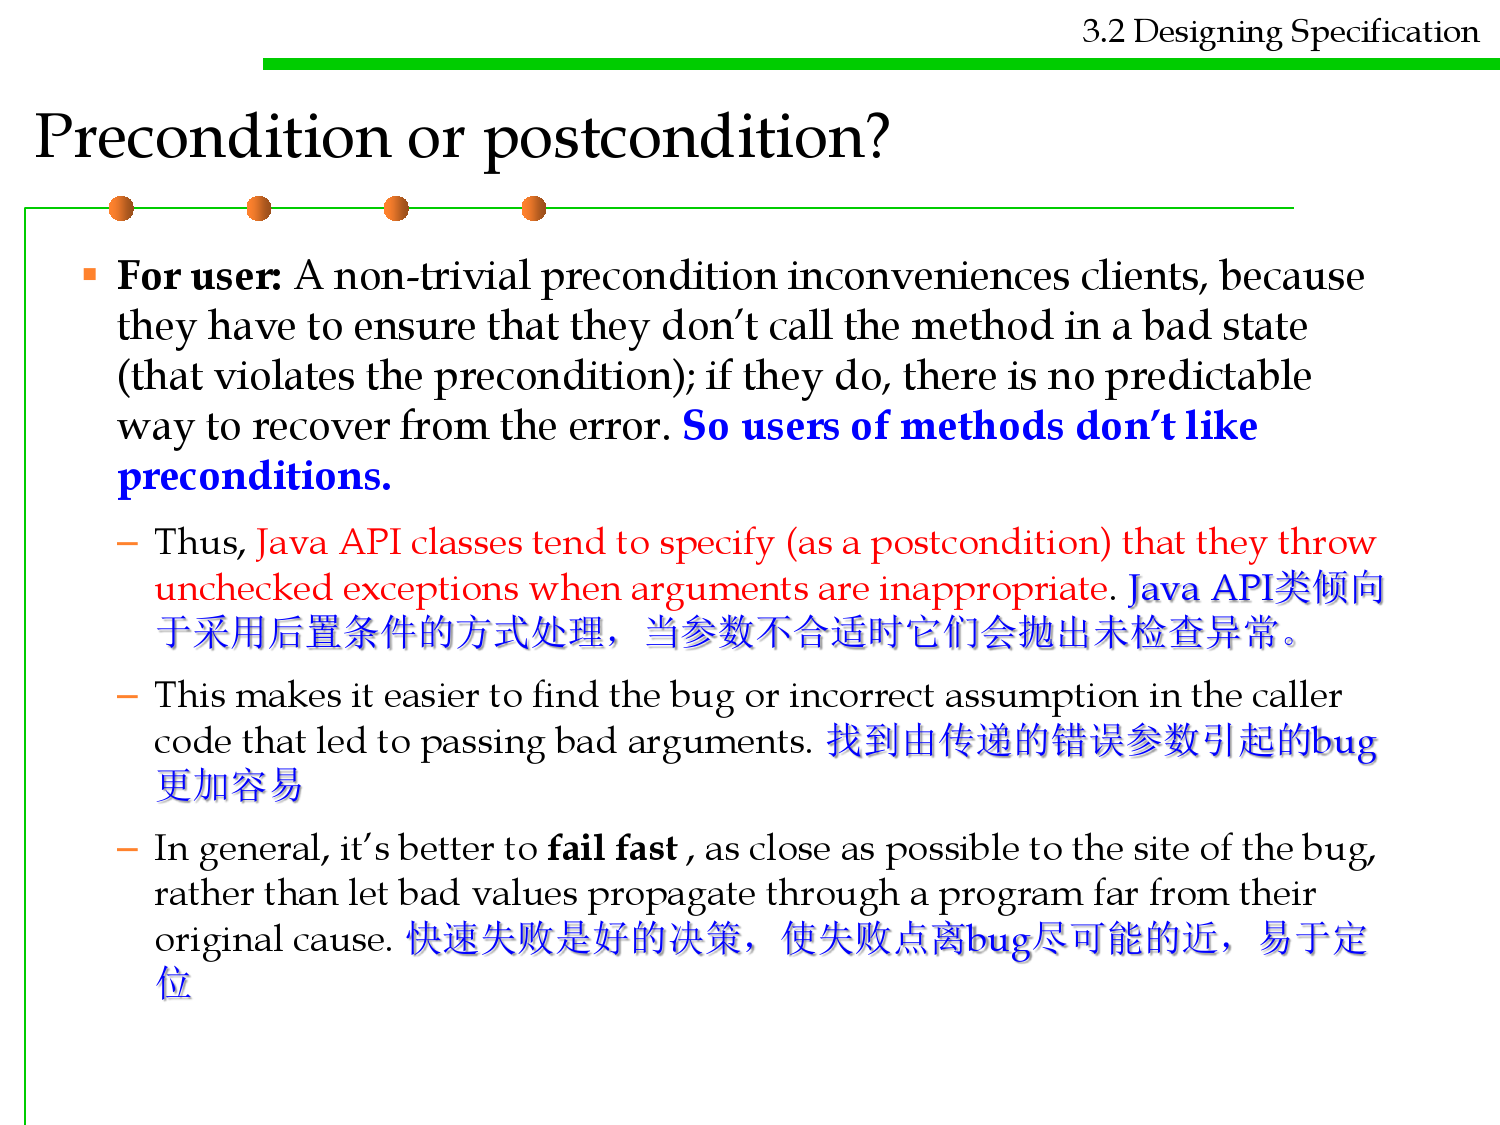 3.2 Designing Specification
Precondition or postcondition?
▪ For user: A non-trivial precondition inconveniences clients, because
they have to ensure that they don’t call the method in a bad state
(that violates the precondition); if they do, there is no predictable
way to recover from the error. So users of methods don’t like
preconditions.
– Thus, Java API classes tend to specify (as a postcondition) that they throw
unchecked exceptions when arguments are inappropriate. Java API类倾向
于采用后置条件的方式处理，当参数不合适时它们会抛出未检查异常。
– This makes it easier to find the bug or incorrect assumption in the caller
code that led to passing bad arguments. 找到由传递的错误参数引起的bug
更加容易
– In general, it’s better to fail fast , as close as possible to the site of the bug,
rather than let bad values propagate through a program far from their
original cause. 快速失败是好的决策，使失败点离bug尽可能的近，易于定
位